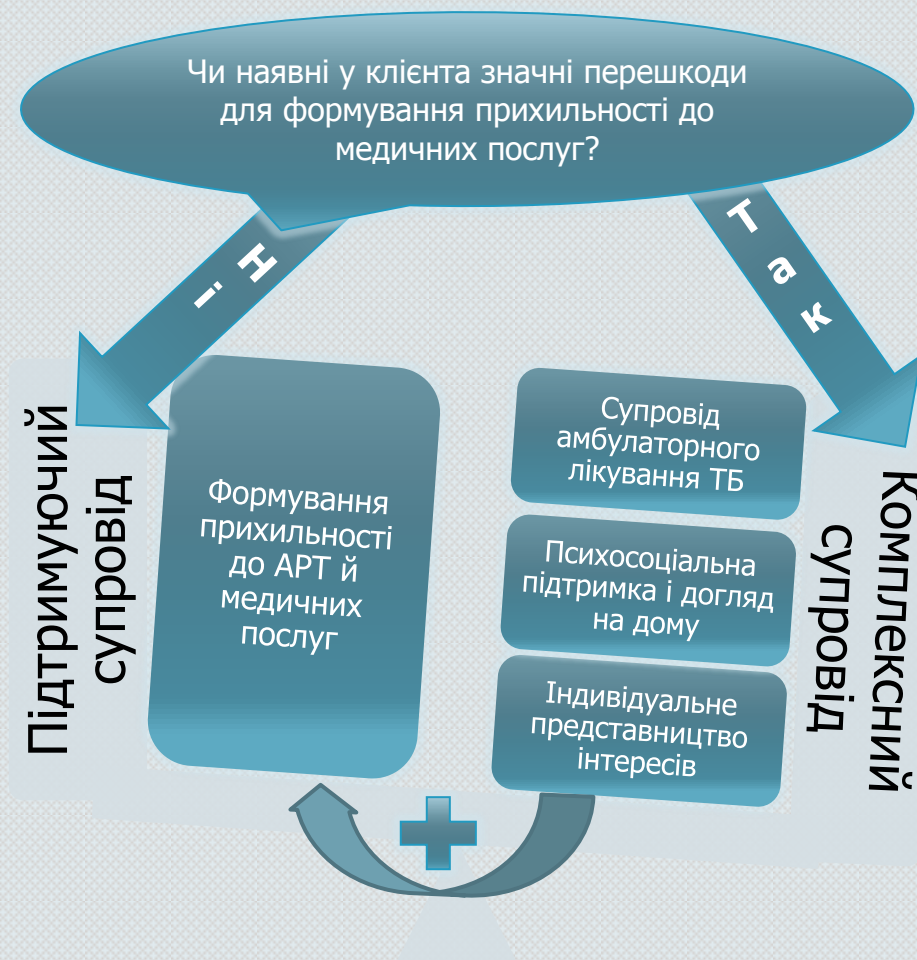 Чи наявні у клієнта значні перешкоди
для формування прихильності до
медичних послуг?
Ні
Так
Підтримуючий
супровід
Формування
прихильності
до АРТ й
медичних
послуг
Супровід
амбулаторного
лікування ТБ
Психосоціальна
підтримка і догляд
на дому
Індивідуальне
представництво
інтересів
Комплексний
супровід